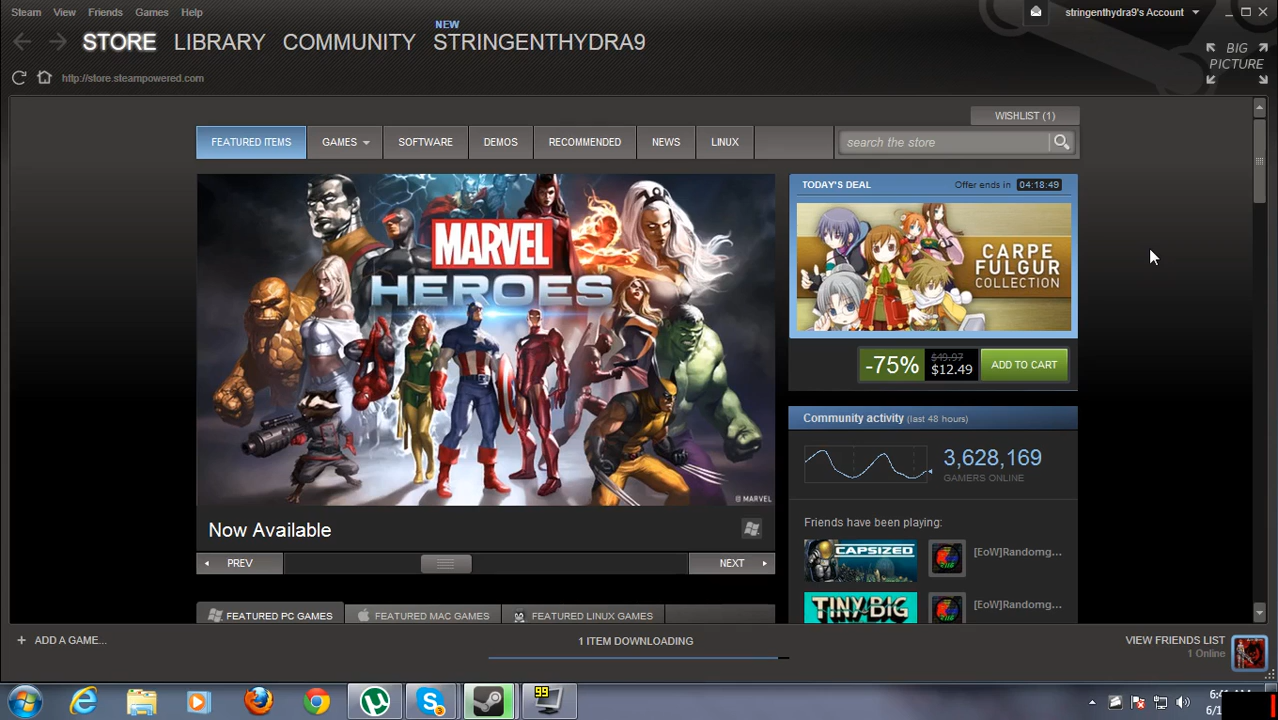 Steam View Friends Games Help
stringenthydra9's Account
NEW
STORE LIBRARY COMMUNITY STRINGENTHYDRA9
BIG
PICTURE
http://store.steampowered.com
WISHLIST (1)
FEATURED ITEMS GAMES SOFTWARE DEMOS RECOMMENDED NEWS LINUX
search the store
TODAY'S DEAL Offer ends in 04:18:49
MARVEL
HEROES
CARPE
FULGUR
COLLECTION
-75% $49.97
$12.49
ADD TO CART
Community activity (last 48 hours)
3,628,169
GAMERS ONLINE
© MARVEL
Now Available
Friends have been playing:
PREV NEXT
CAPSIZED [EoW]Randomg...
TINY BIG [EoW]Randomg...
FEATURED PC GAMES FEATURED MAC GAMES FEATURED LINUX GAMES
+ ADD A GAME...
1 ITEM DOWNLOADING
VIEW FRIENDS LIST
1 Online
99
3